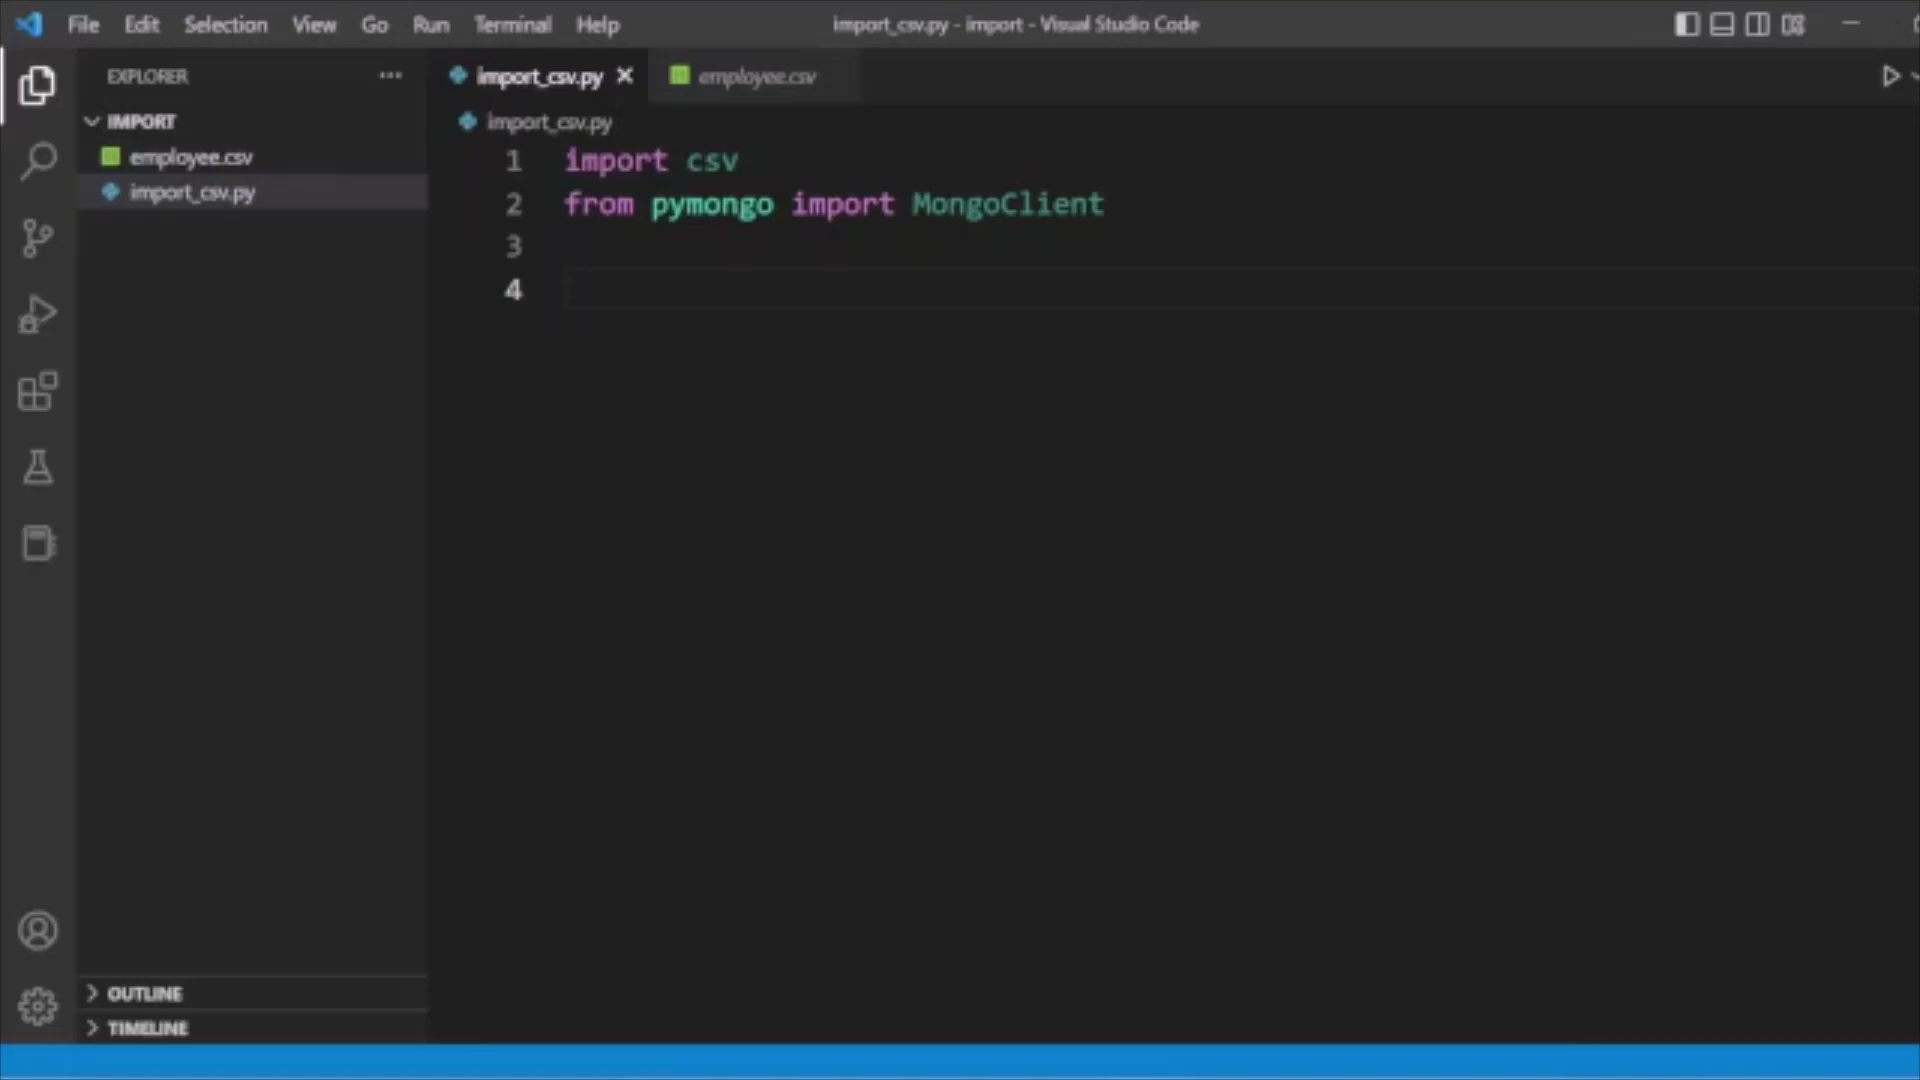 File Edit Selection View Go Run Terminal Help
import_csv.py - import - Visual Studio Code
EXPLORER
IMPORT
employee.csv
import_csv.py
OUTLINE
TIMELINE
import_csv.py
employee.csv
import_csv.py
1 import csv
2 from pymongo import MongoClient
3
4